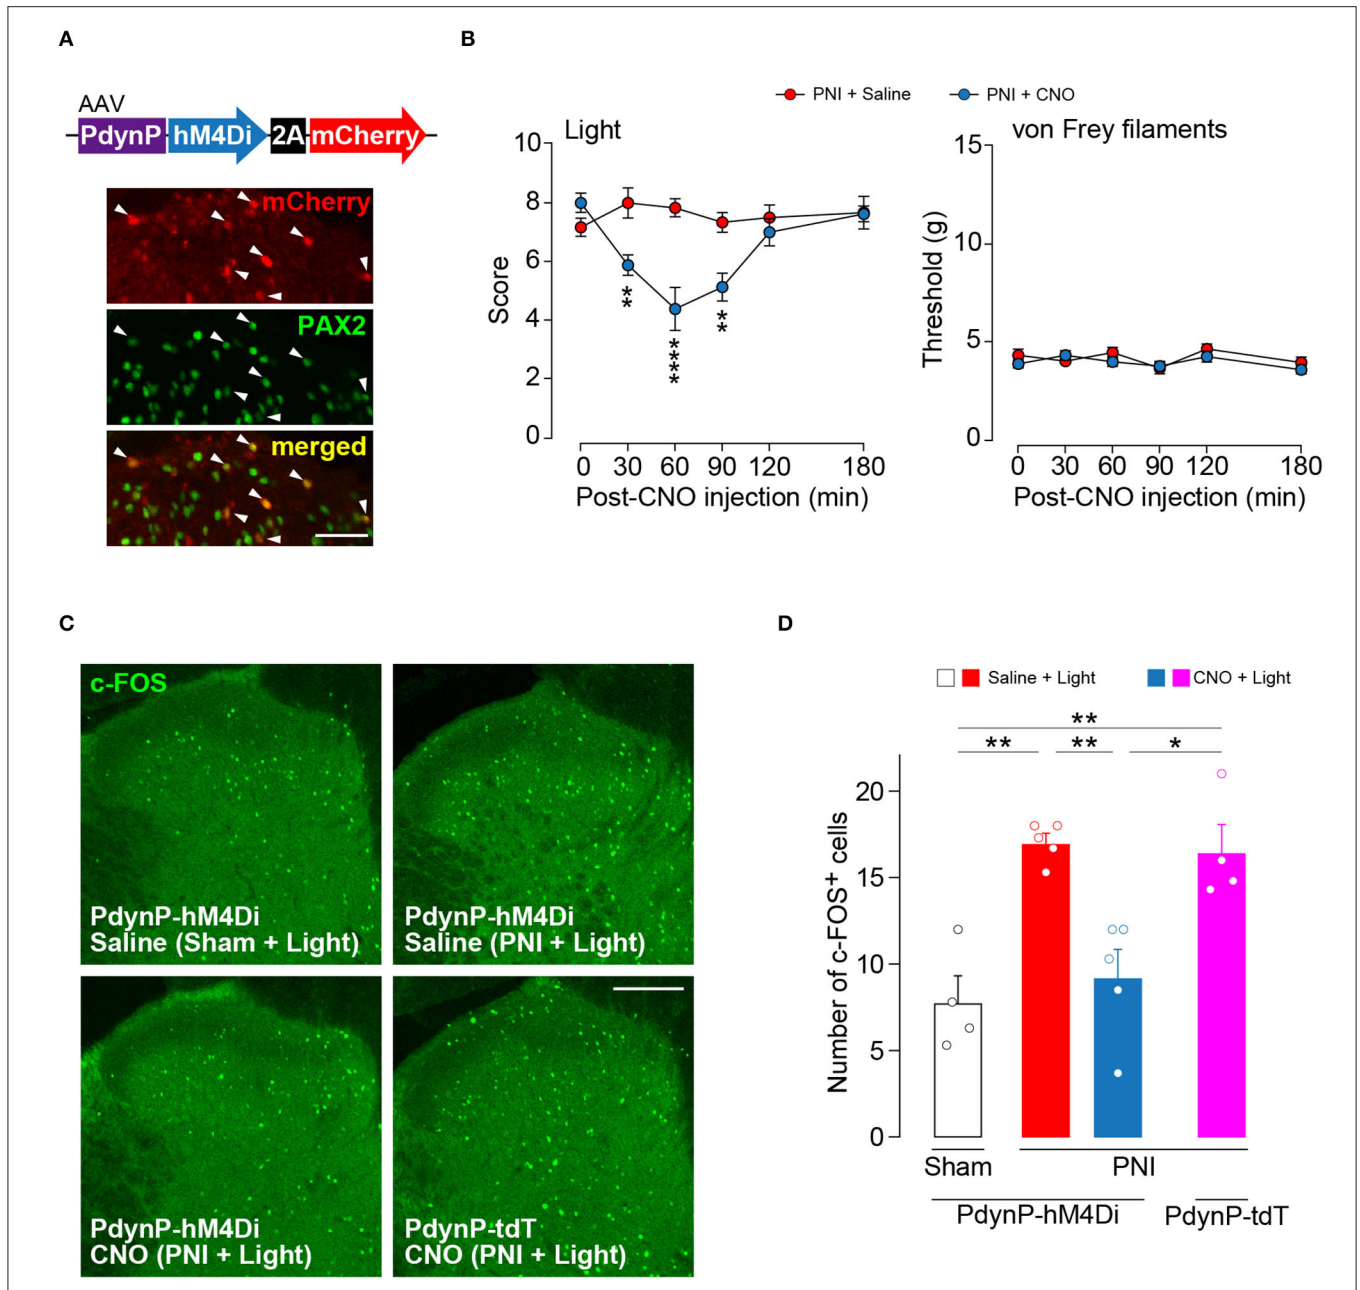 A
AAV
PdynP hM4Di 2A mCherry
mCherry
PAX2
merged
B
PNI + Saline
PNI + CNO
Light
10
8
6
4
2
0
Score
**
****
**
0 30 60 90 120 180
Post-CNO injection (min)
von Frey filaments
15
10
5
0
Threshold (g)
0 30 60 90 120 180
Post-CNO injection (min)
C
c-FOS
PdynP-hM4Di
Saline (Sham + Light)
PdynP-hM4Di
Saline (PNI + Light)
PdynP-hM4Di
CNO (PNI + Light)
PdynP-tdT
CNO (PNI + Light)
D
Saline + Light
CNO + Light
**
** ** *
20
15
10
5
0
Number of c-FOS⁺ cells
Sham PNI
PdynP-hM4Di PdynP-tdT